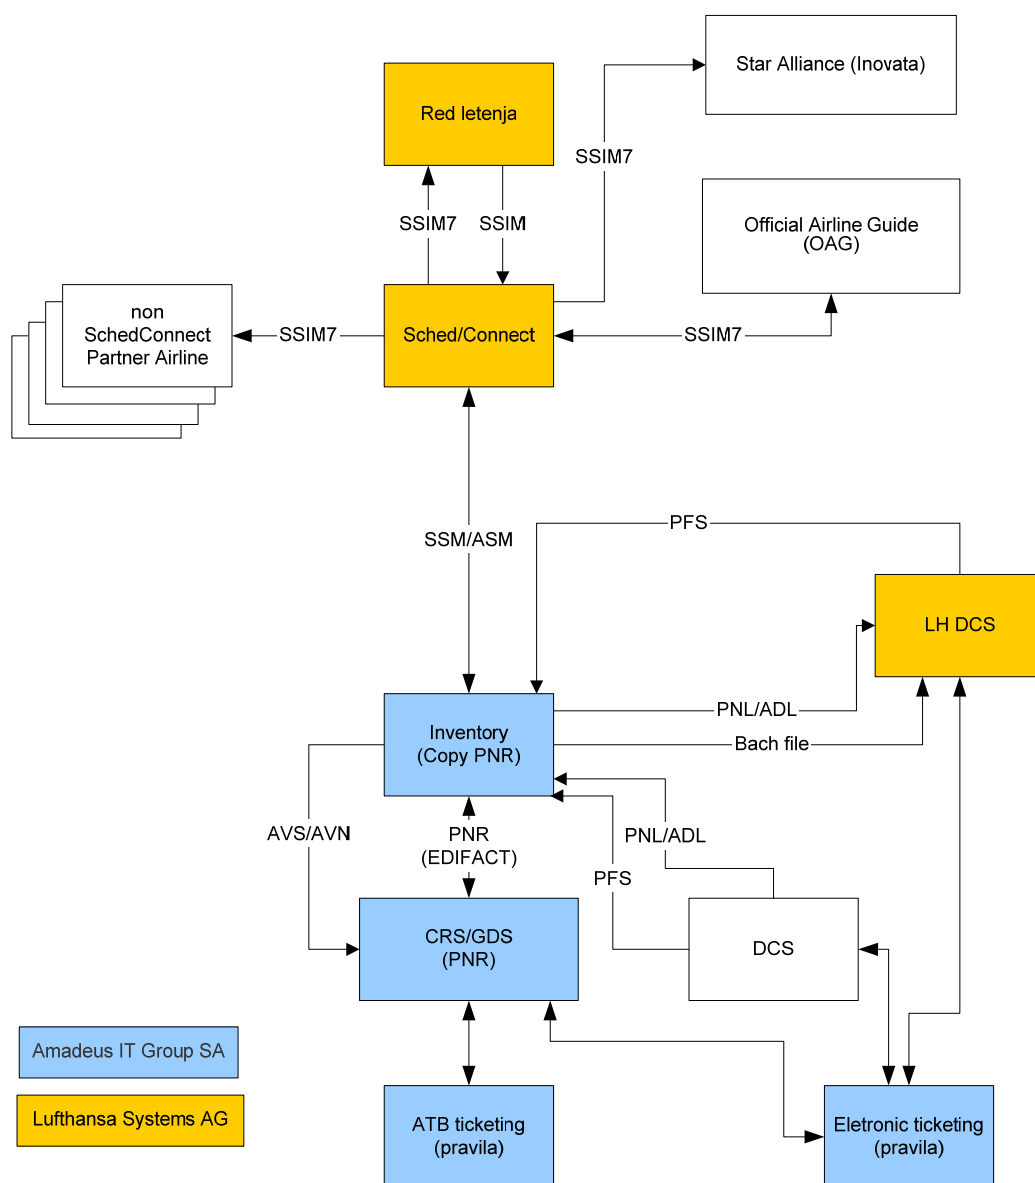 Star Alliance (Inovata)
Red letenja
SSIM7
Official Airline Guide
(OAG)
SSIM7
SSIM
non
SchedConnect
Partner Airline
SSIM7
Sched/Connect
SSIM7
PFS
SSM/ASM
LH DCS
PNL/ADL
Inventory
(Copy PNR)
Bach file
AVS/AVN
PNR
(EDIFACT)
PNL/ADL
PFS
CRS/GDS
(PNR)
DCS
Amadeus IT Group SA
Lufthansa Systems AG
ATB ticketing
(pravila)
Eletronic ticketing
(pravila)